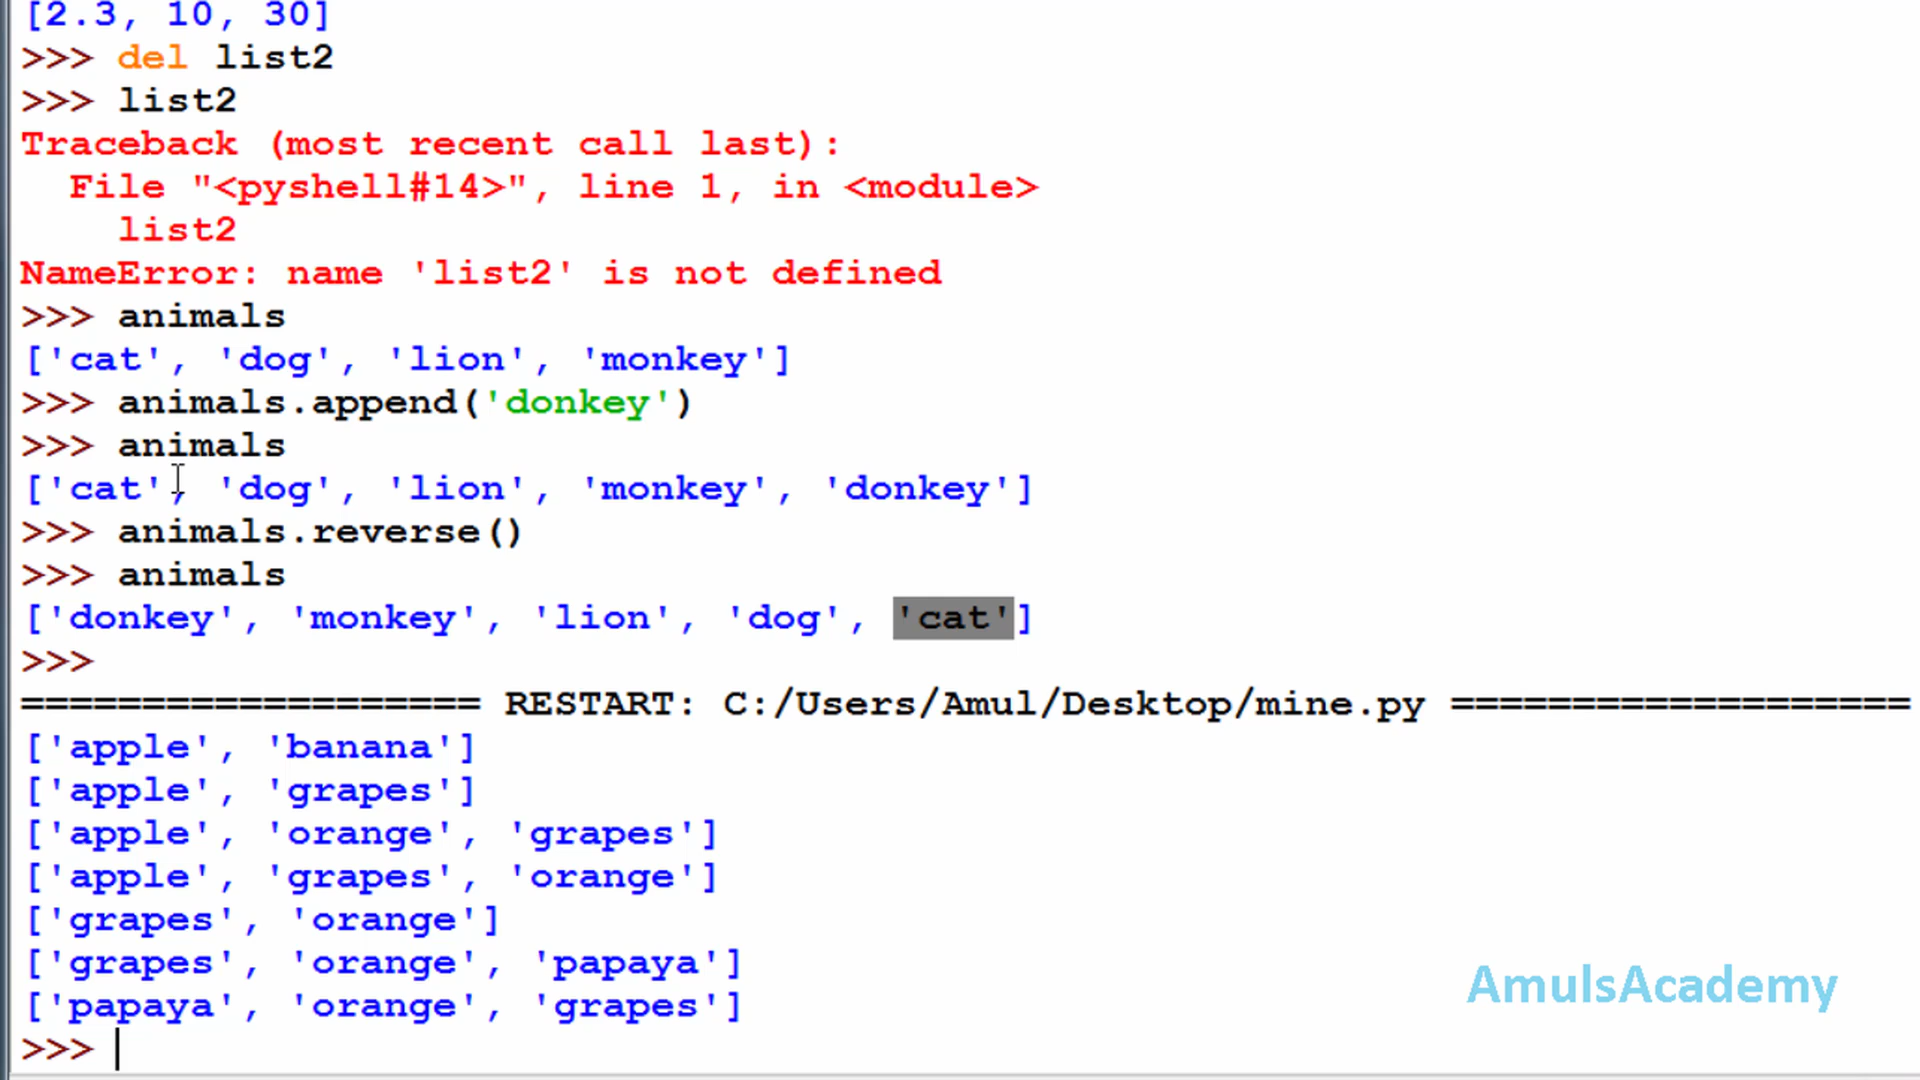 [2.3, 10, 30]
>>> del list2
>>> list2
Traceback (most recent call last):
  File "<pyshell#14>", line 1, in <module>
    list2
NameError: name 'list2' is not defined
>>> animals
['cat', 'dog', 'lion', 'monkey']
>>> animals.append('donkey')
>>> animals
['cat', 'dog', 'lion', 'monkey', 'donkey']
>>> animals.reverse()
>>> animals
['donkey', 'monkey', 'lion', 'dog', 'cat']
>>>
=================== RESTART: C:/Users/Amul/Desktop/mine.py ===================
['apple', 'banana']
['apple', 'grapes']
['apple', 'orange', 'grapes']
['apple', 'grapes', 'orange']
['grapes', 'orange']
['grapes', 'orange', 'papaya']
['papaya', 'orange', 'grapes']
>>>
AmulsAcademy